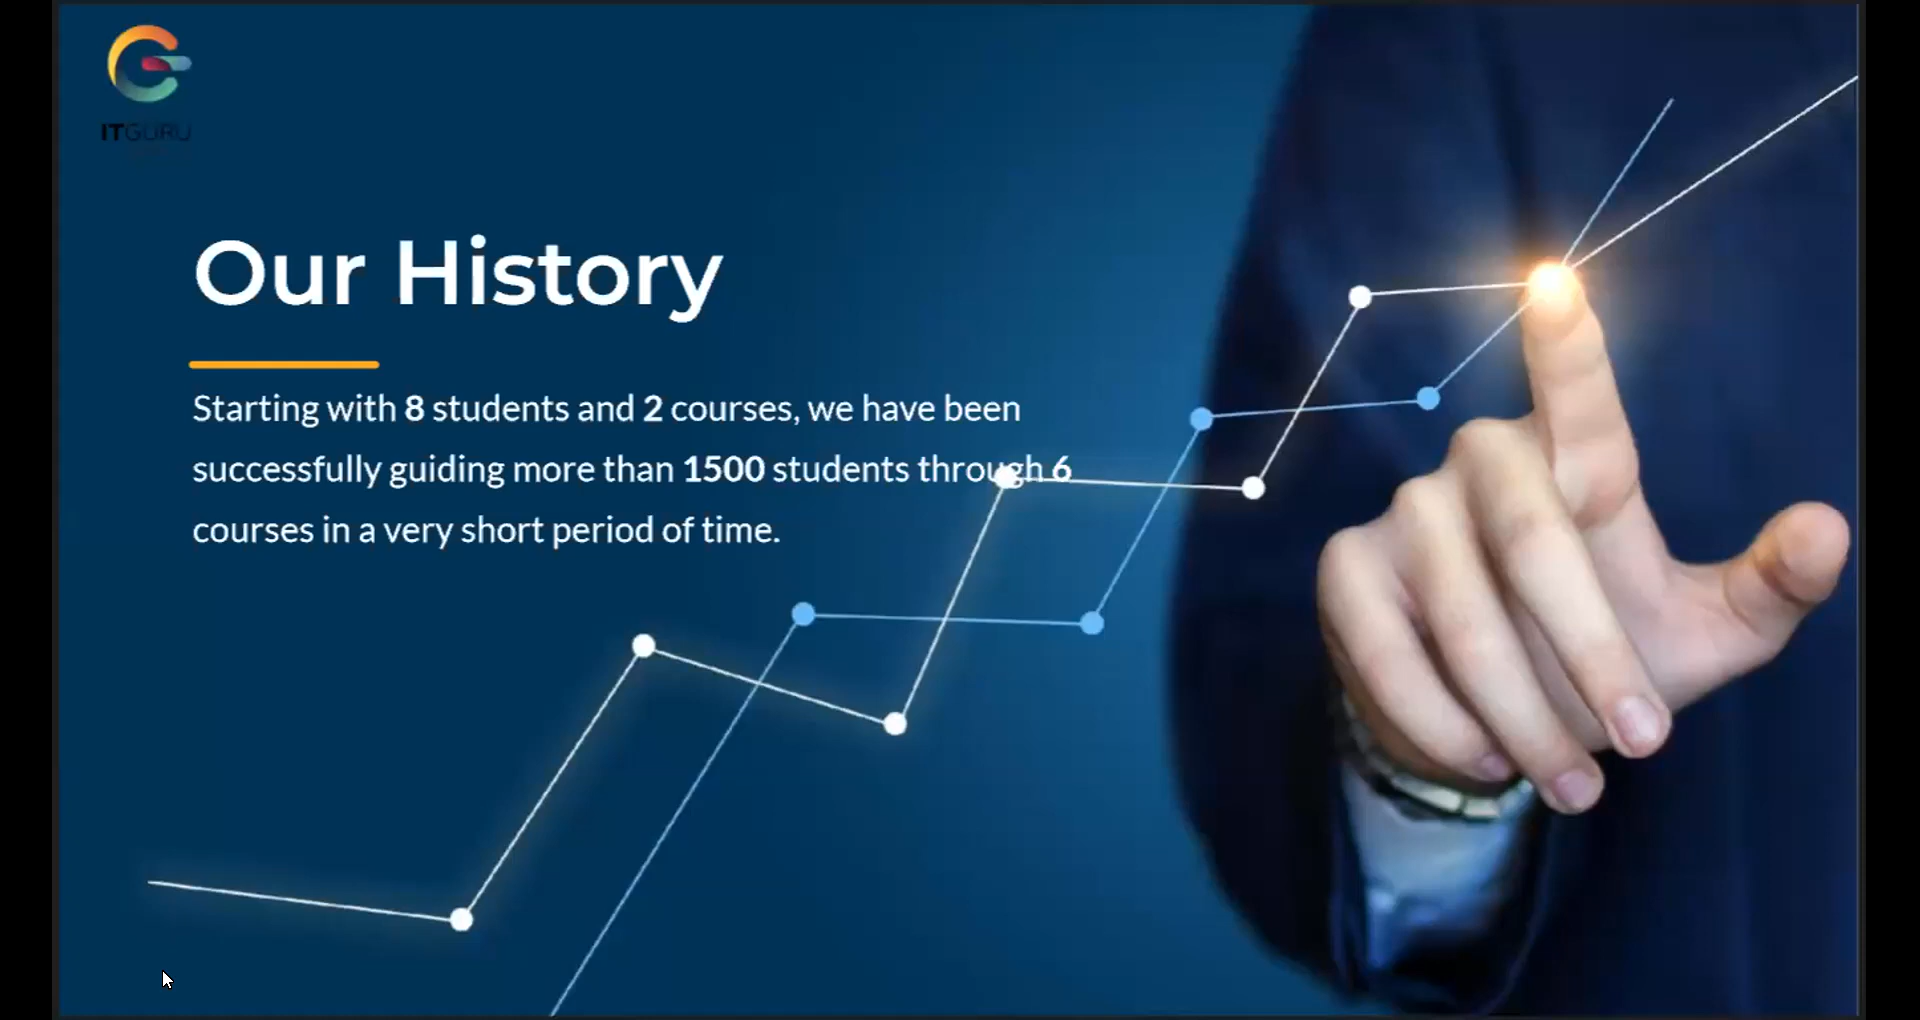 ITGURU
Our History
Starting with 8 students and 2 courses, we have been
successfully guiding more than 1500 students through 6
courses in a very short period of time.